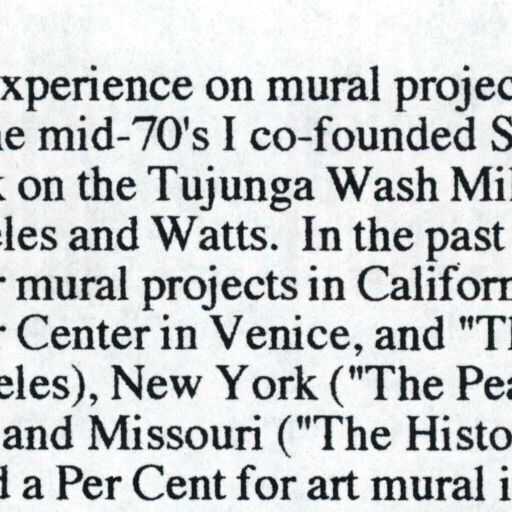 xperience on mural projec
ne mid-70's I co-founded S
on the Tujunga Wash Mi
eles and Watts. In the past
mural projects in Californ
r Center in Venice, and "Th
eles), New York ("The Pea
and Missouri ("The Histo
d a Per Cent for art mural i